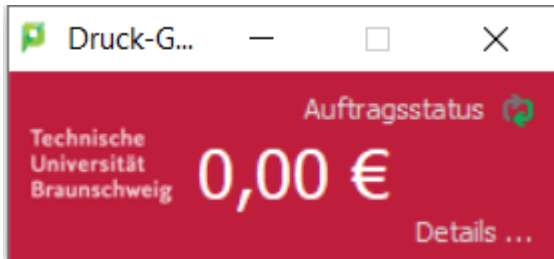 Druck-G...
Auftragsstatus
Technische
Universität
Braunschweig
0,00 €
Details ...